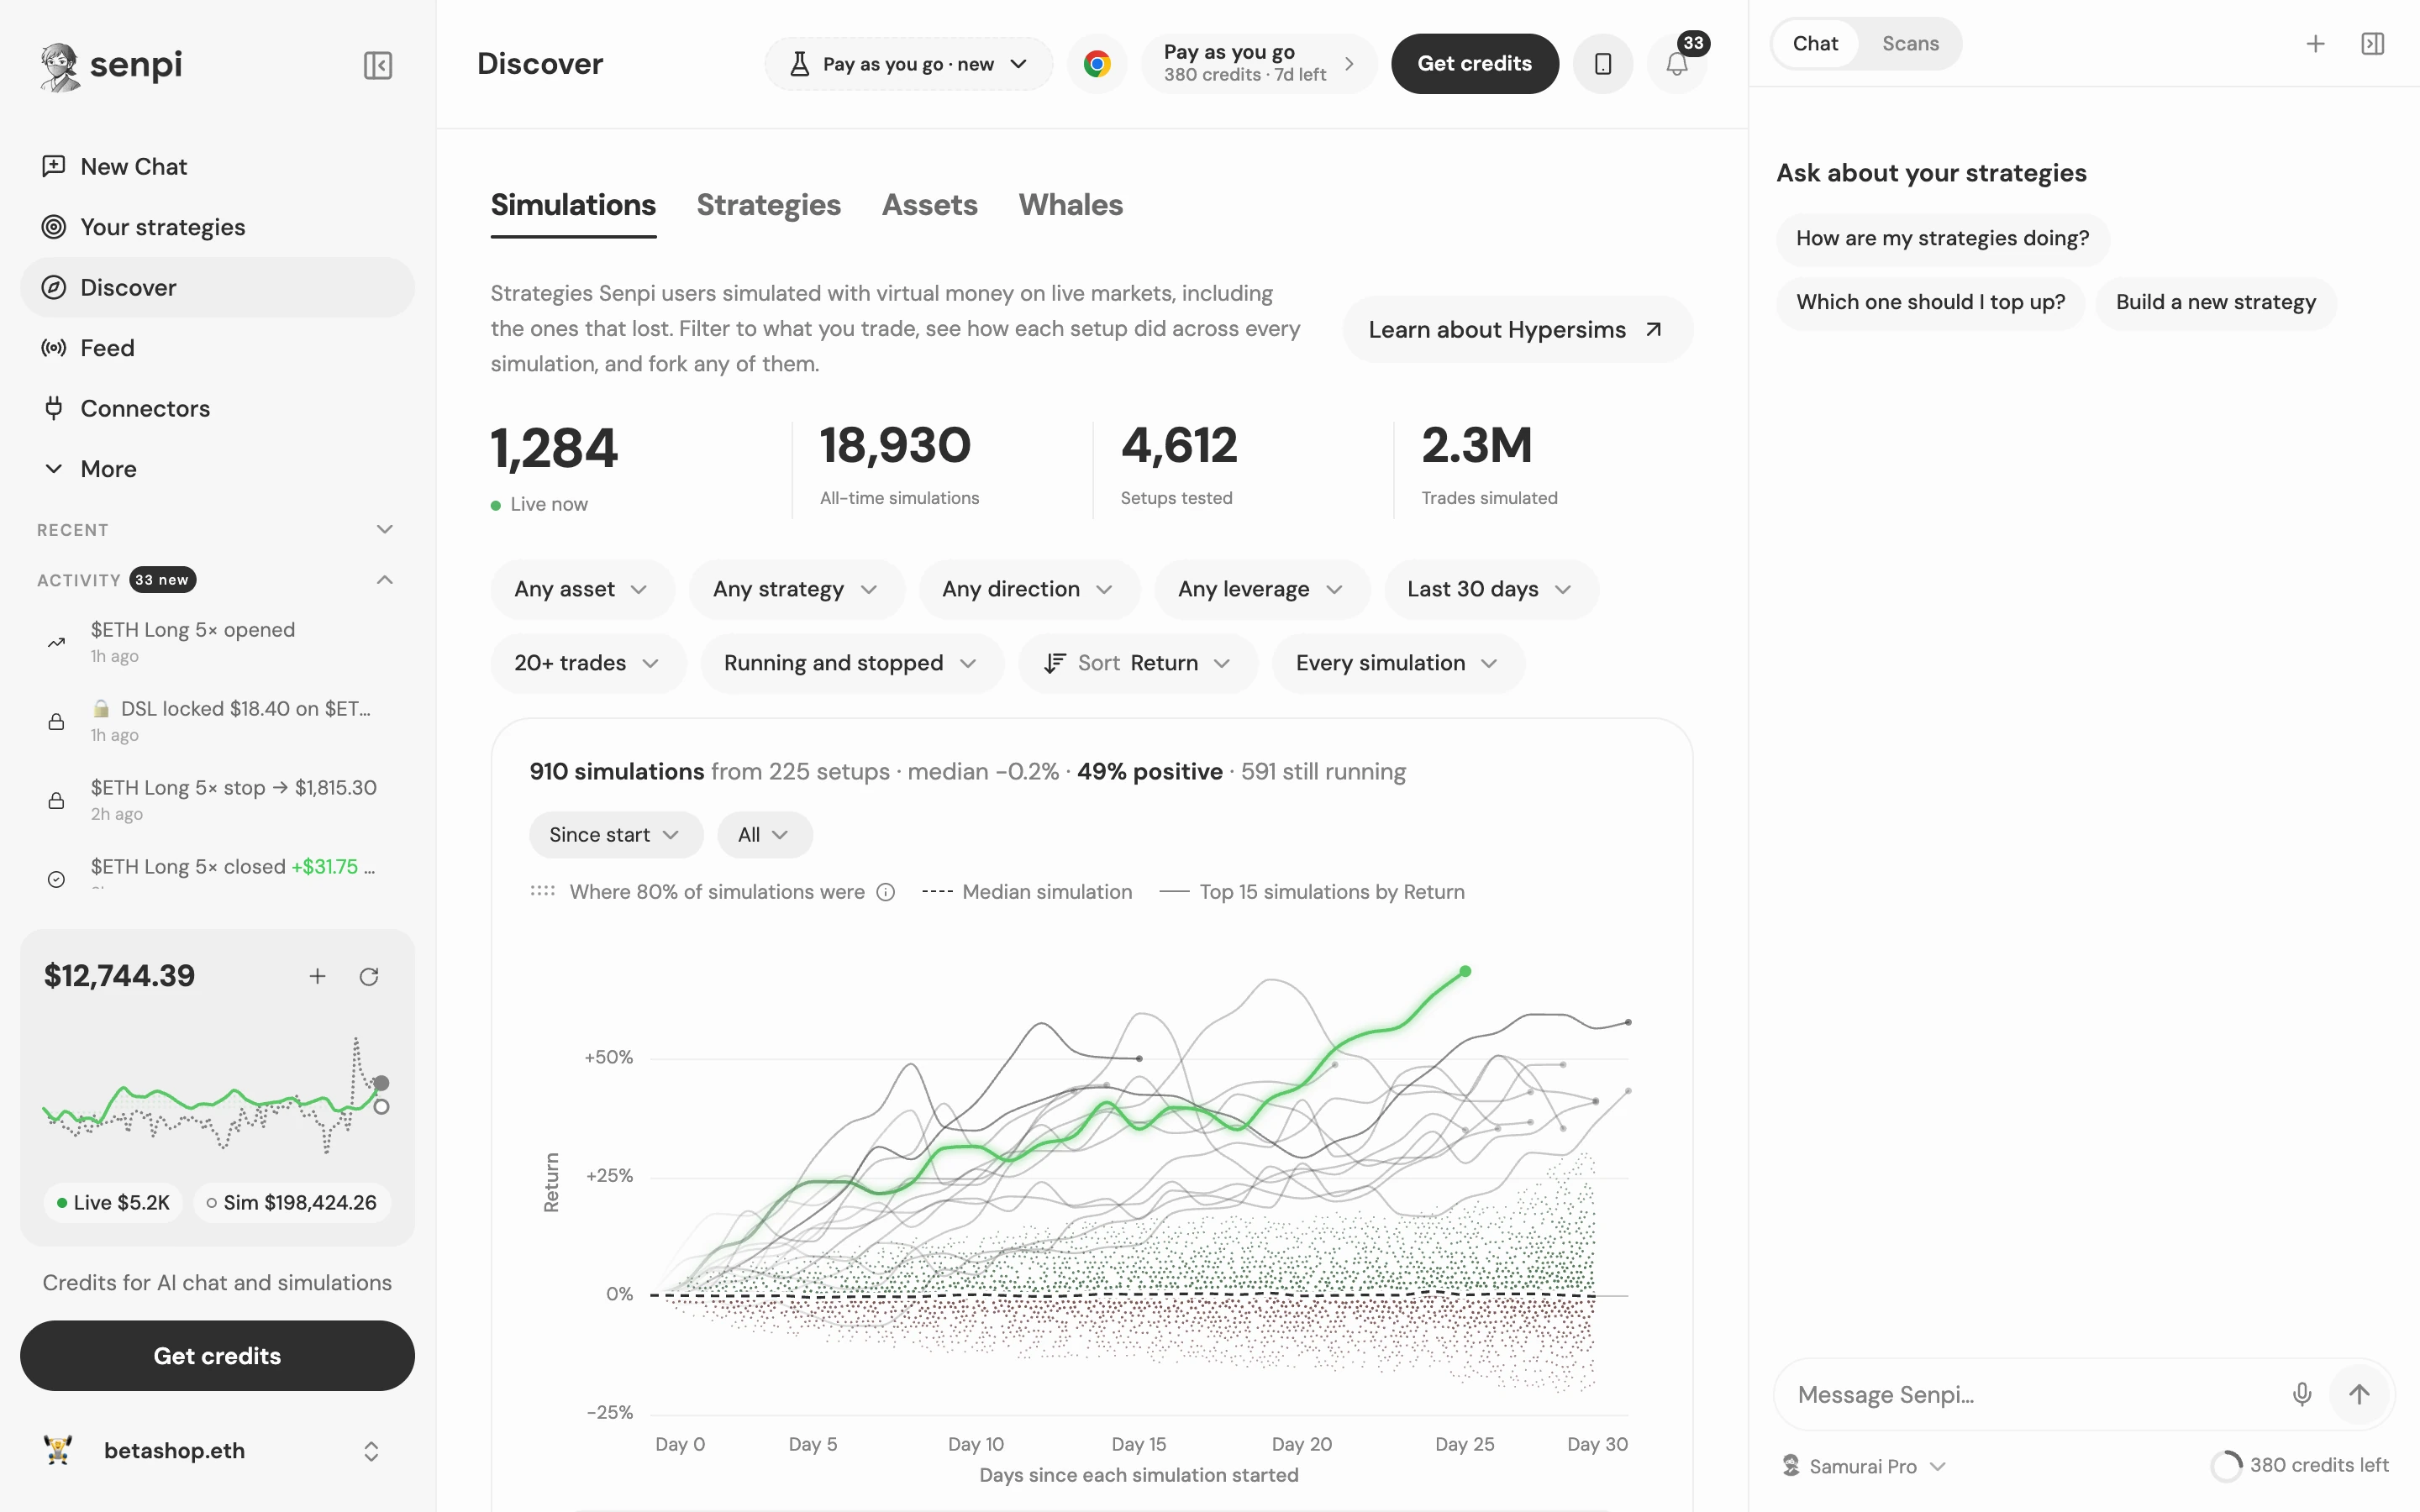 senpi
New Chat
Your strategies
Discover
Feed
Connectors
More
RECENT
ACTIVITY 33 new
$ETH Long 5× opened
1h ago
🔒 DSL locked $18.40 on $ET...
1h ago
$ETH Long 5× stop → $1,815.30
2h ago
$ETH Long 5× closed +$31.75 ...
$12,744.39
Live $5.2K
Sim $198,424.26
Credits for AI chat and simulations
Get credits
betashop.eth
Discover
Pay as you go · new
Pay as you go
380 credits · 7d left
Get credits
33
Simulations
Strategies
Assets
Whales
Strategies Senpi users simulated with virtual money on live markets, including
the ones that lost. Filter to what you trade, see how each setup did across every
simulation, and fork any of them.
Learn about Hypersims
1,284
Live now
18,930
All-time simulations
4,612
Setups tested
2.3M
Trades simulated
Any asset
Any strategy
Any direction
Any leverage
Last 30 days
20+ trades
Running and stopped
Sort Return
Every simulation
910 simulations from 225 setups · median −0.2% · 49% positive · 591 still running
Since start
All
Where 80% of simulations were
Median simulation
Top 15 simulations by Return
Return
+50%
+25%
0%
−25%
Day 0
Day 5
Day 10
Day 15
Day 20
Day 25
Day 30
Days since each simulation started
Chat
Scans
Ask about your strategies
How are my strategies doing?
Which one should I top up?
Build a new strategy
Message Senpi...
Samurai Pro
380 credits left